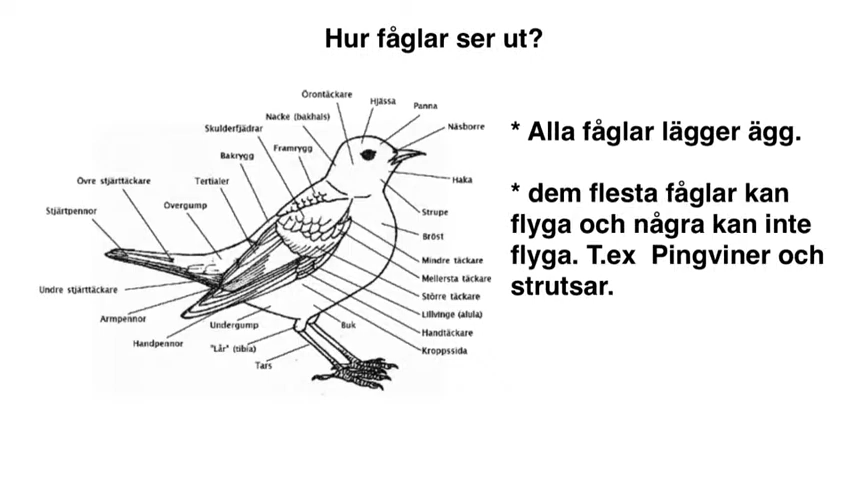 Hur fåglar ser ut?
Örontäckare
Hjässa
Panna
Nacke (bakhals)
Skulderfjädrar
Näsborre
Framrygg
Bakrygg
Haka
Övre stjärttäckare
Tertialer
Övergump
Stjärtpennor
Strupe
Bröst
Mindre täckare
Mellersta täckare
Undre stjärttäckare
Större täckare
Lillvinge (alula)
Armpennor
Undergump
Buk
Handtäckare
Handpennor
"Lår" (tibia)
Kroppssida
Tars
* Alla fåglar lägger ägg.
* dem flesta fåglar kan
flyga och några kan inte
flyga. T.ex Pingviner och
strutsar.